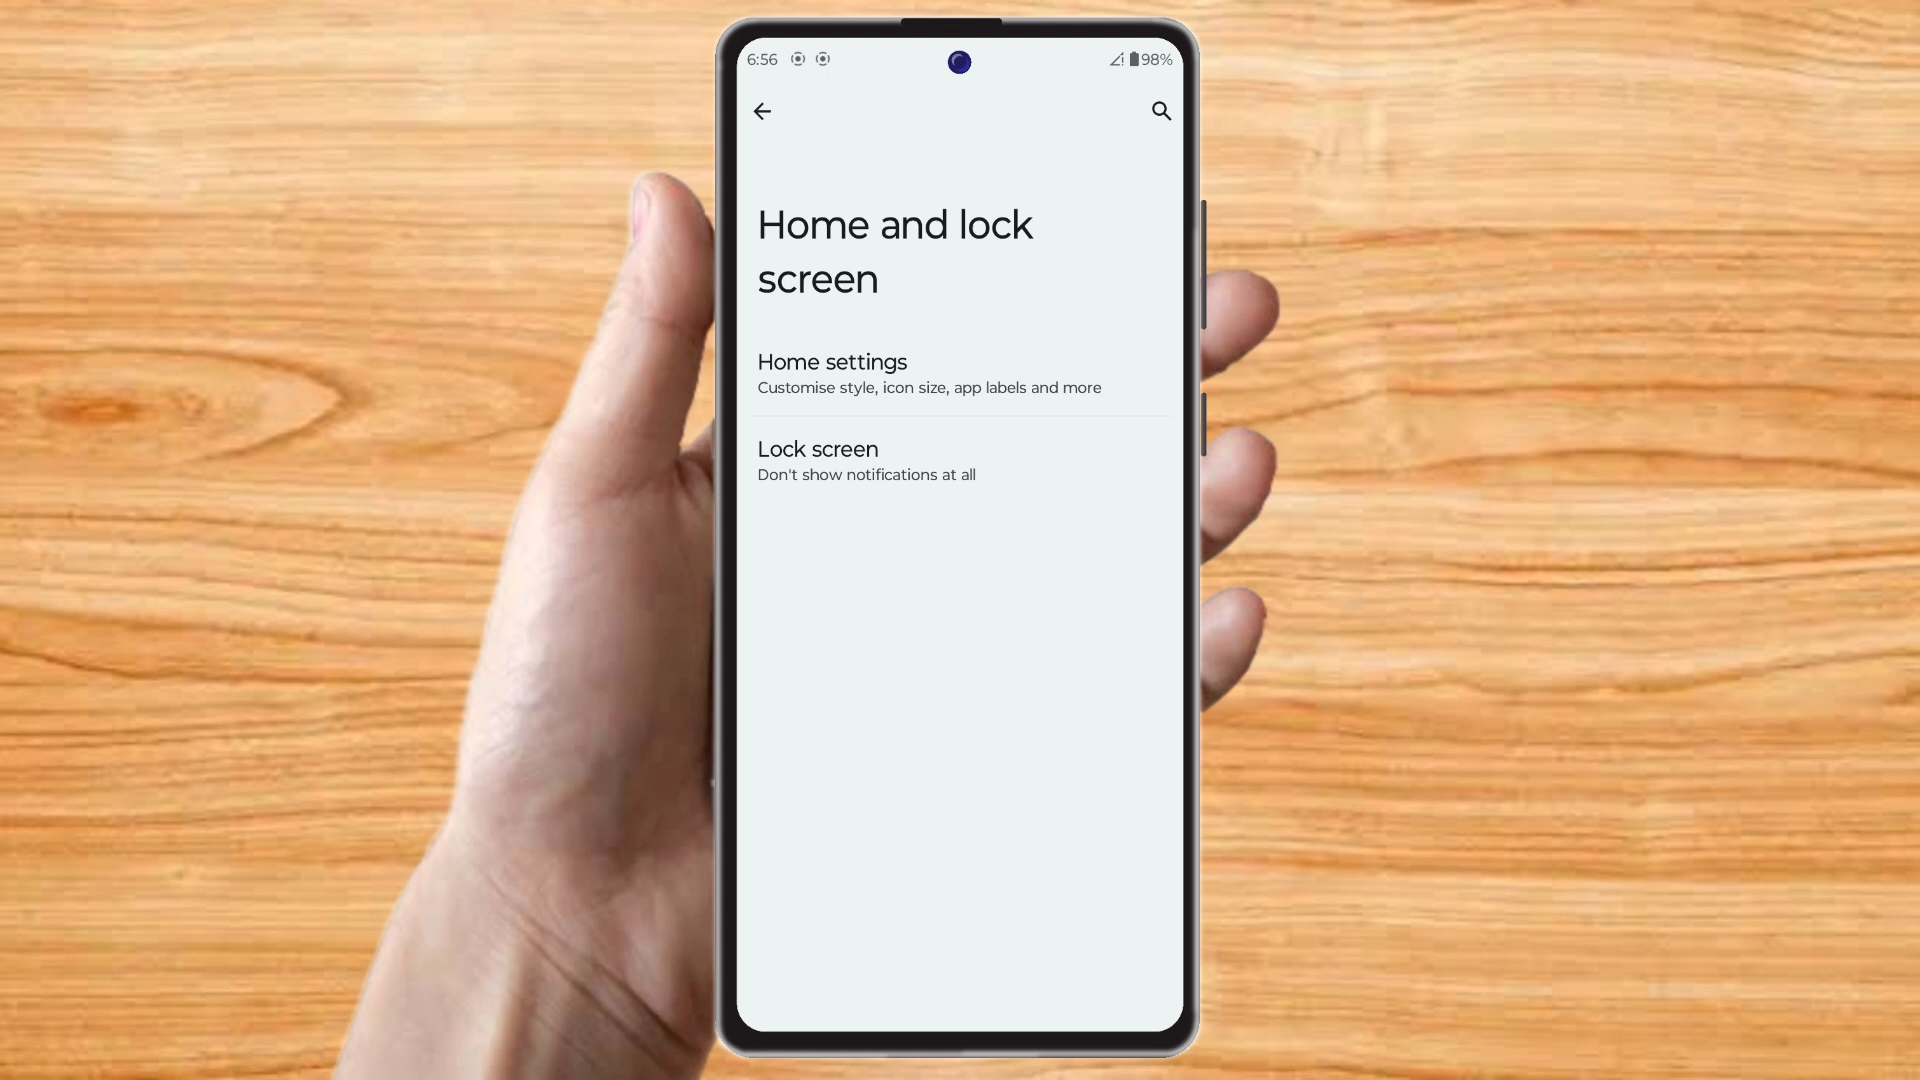 6:56 98%
Home and lock
screen
Home settings
Customise style, icon size, app labels and more
Lock screen
Don't show notifications at all